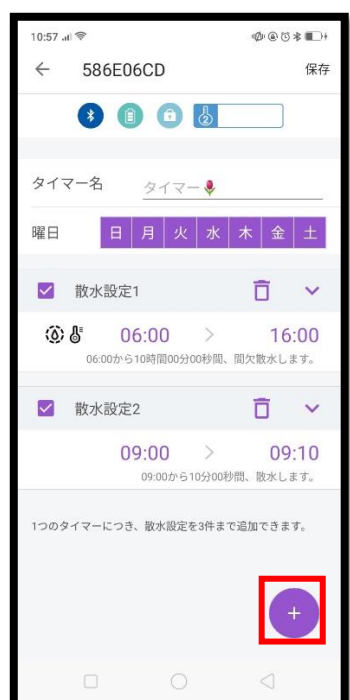 10:57
586E06CD
保存
2
タイマー名
タイマー🌷
曜日
日 月 火 水 木 金 土
散水設定1
06:00 > 16:00
06:00から10時間00分00秒間、間欠散水します。
散水設定2
09:00 > 09:10
09:00から10分00秒間、散水します。
1つのタイマーにつき、散水設定を3件まで追加できます。
+